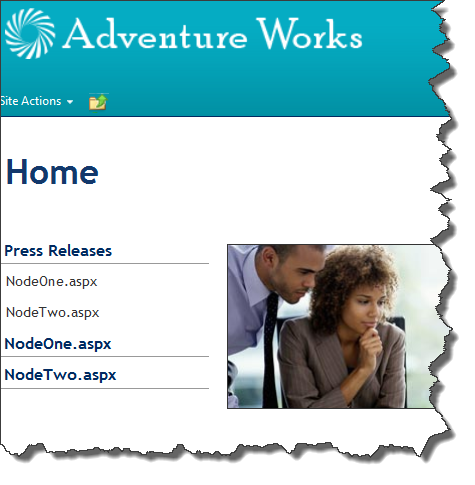 Adventure Works
Site Actions
Home
Press Releases
NodeOne.aspx
NodeTwo.aspx
NodeOne.aspx
NodeTwo.aspx